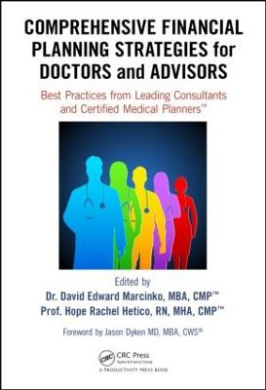 COMPREHENSIVE FINANCIAL
PLANNING STRATEGIES for
DOCTORS and ADVISORS
Best Practices from Leading Consultants
and Certified Medical Planners™
Edited by
Dr. David Edward Marcinko, MBA, CMP™
Prof. Hope Rachel Hetico, RN, MHA, CMP™
Foreword by Jason Dyken MD, MBA, CWS®
CRC
CRC Press
Taylor & Francis Group
A PRODUCTIVITY PRESS BOOK